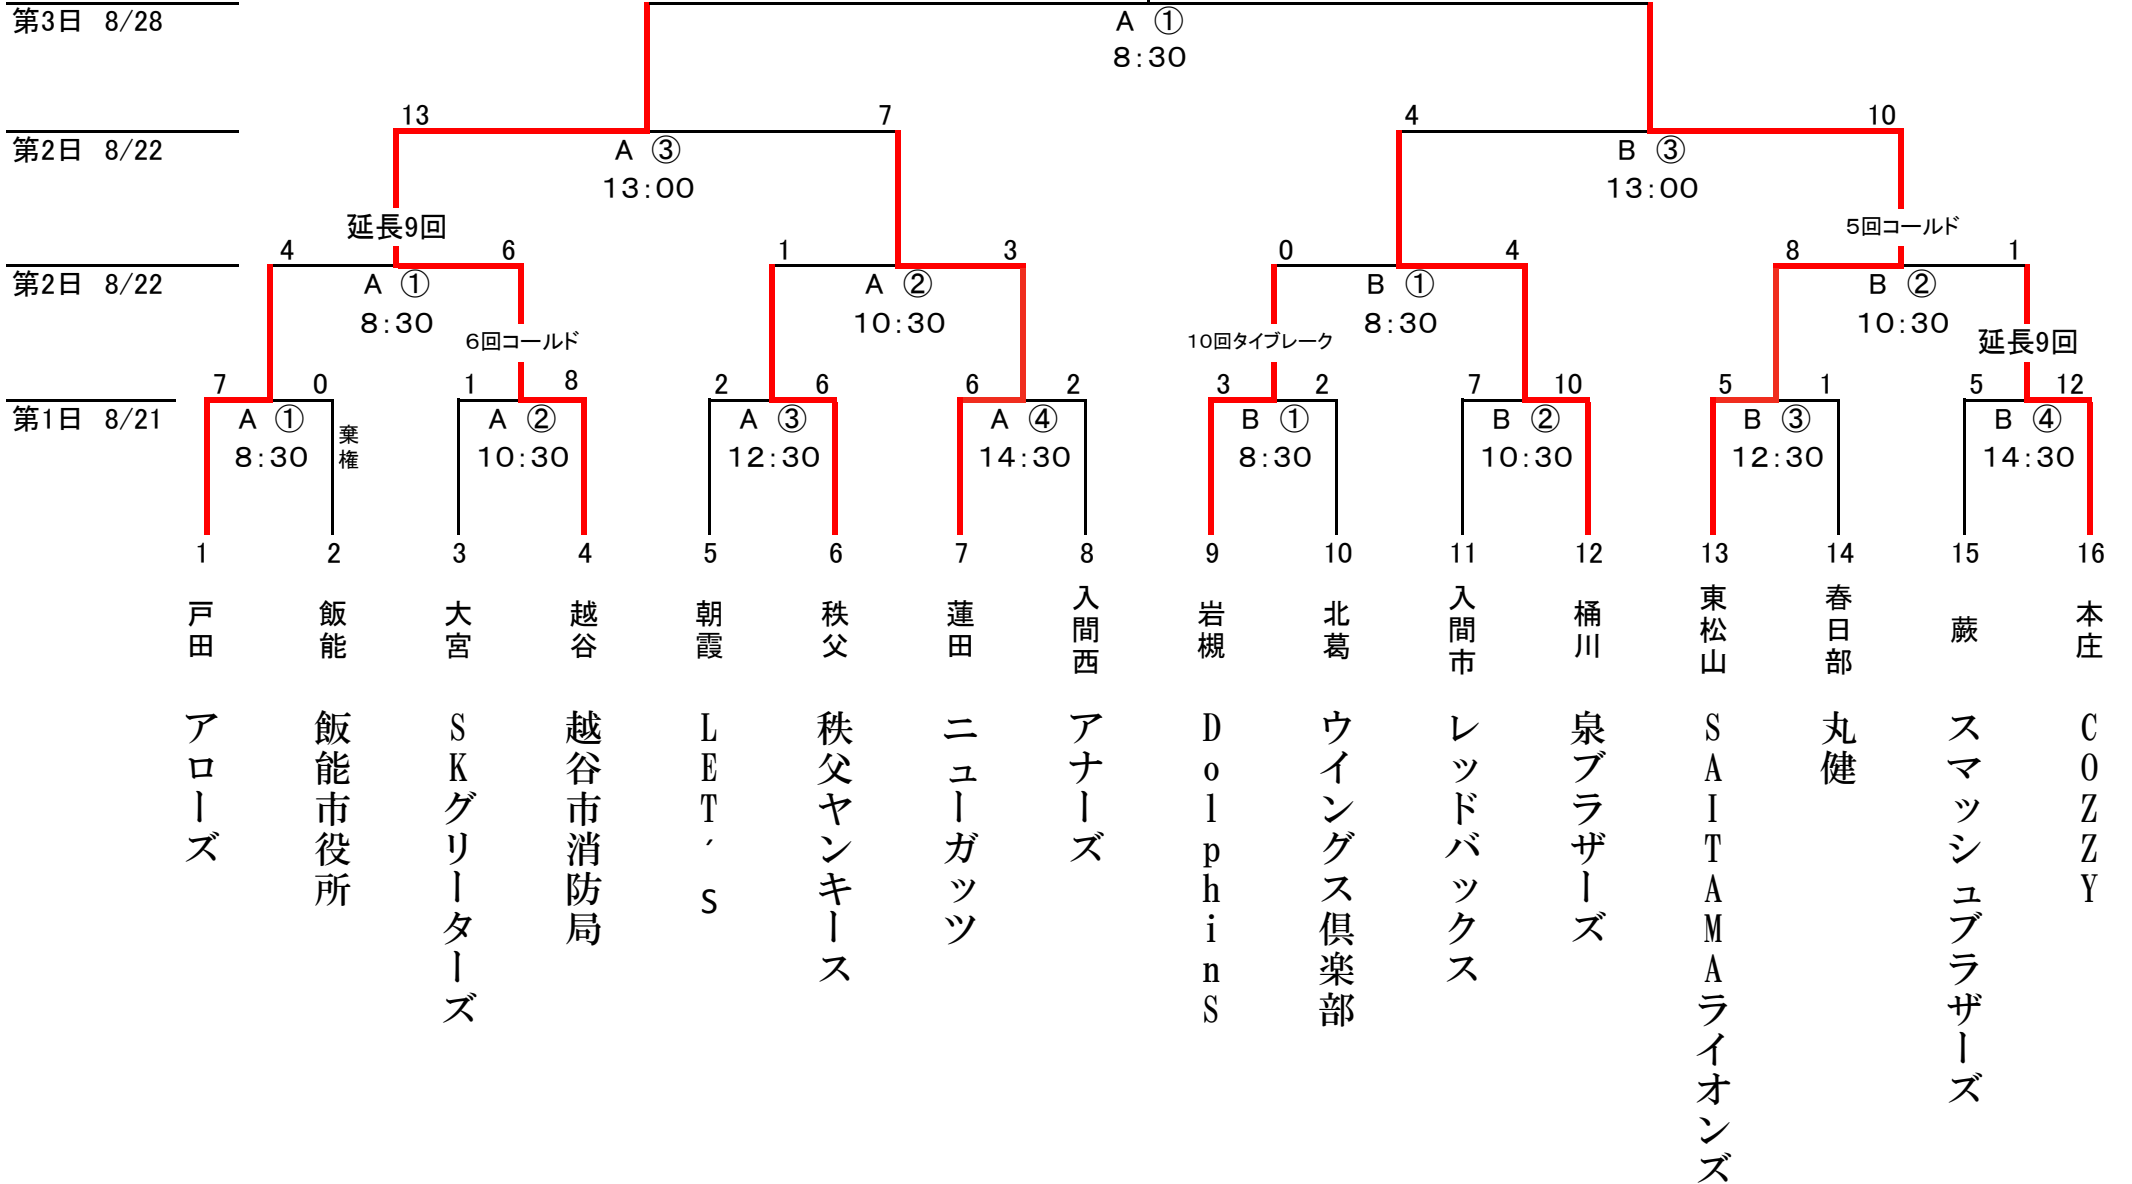 第3日 8/28
A ①
8:30
13 7 4 10
第2日 8/22
A ③ B ③
13:00 13:00
延長9回 5回コールド
4 6 1 3 0 4 8 1
第2日 8/22
A ① A ② B ① B ②
8:30 10:30 8:30 10:30
6回コールド 10回タイブレーク 延長9回
7 0 1 8 2 6 6 2 3 2 7 10 5 1 5 12
第1日 8/21
A ① A ② A ③ A ④ B ① B ② B ③ B ④
8:30 10:30 12:30 14:30 8:30 10:30 12:30 14:30
棄権
1 2 3 4 5 6 7 8 9 10 11 12 13 14 15 16
戸田 飯能 大宮 越谷 朝霞 秩父 蓮田 入間西 岩槻 北葛 入間市 桶川 東松山 春日部 蕨 本庄
アローズ
飯能市役所
SKグリーターズ
越谷市消防局
LET´S
秩父ヤンキース
ニューガッツ
アナーズ
DolphinS
ウイングス倶楽部
レッドバックス
泉ブラザーズ
SAITAMAライオンズ
丸健
スマッシュブラザーズ
COZZY